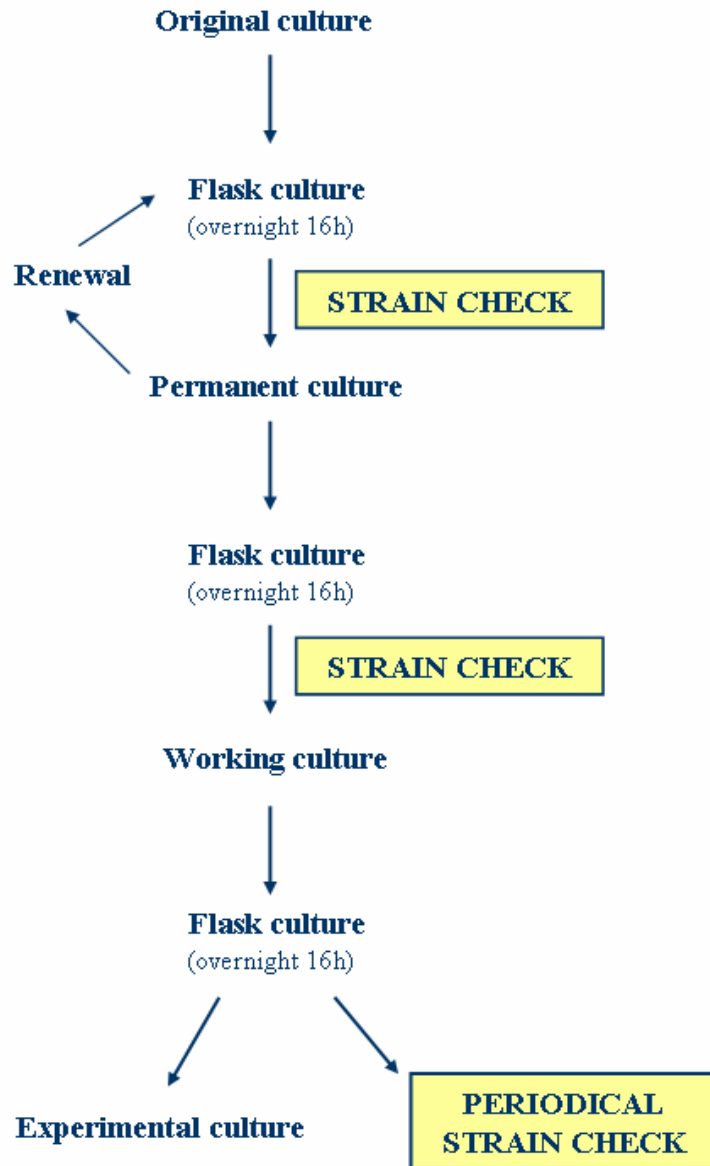 Original culture
Flask culture
(overnight 16h)
Renewal
STRAIN CHECK
Permanent culture
Flask culture
(overnight 16h)
STRAIN CHECK
Working culture
Flask culture
(overnight 16h)
Experimental culture
PERIODICAL
STRAIN CHECK